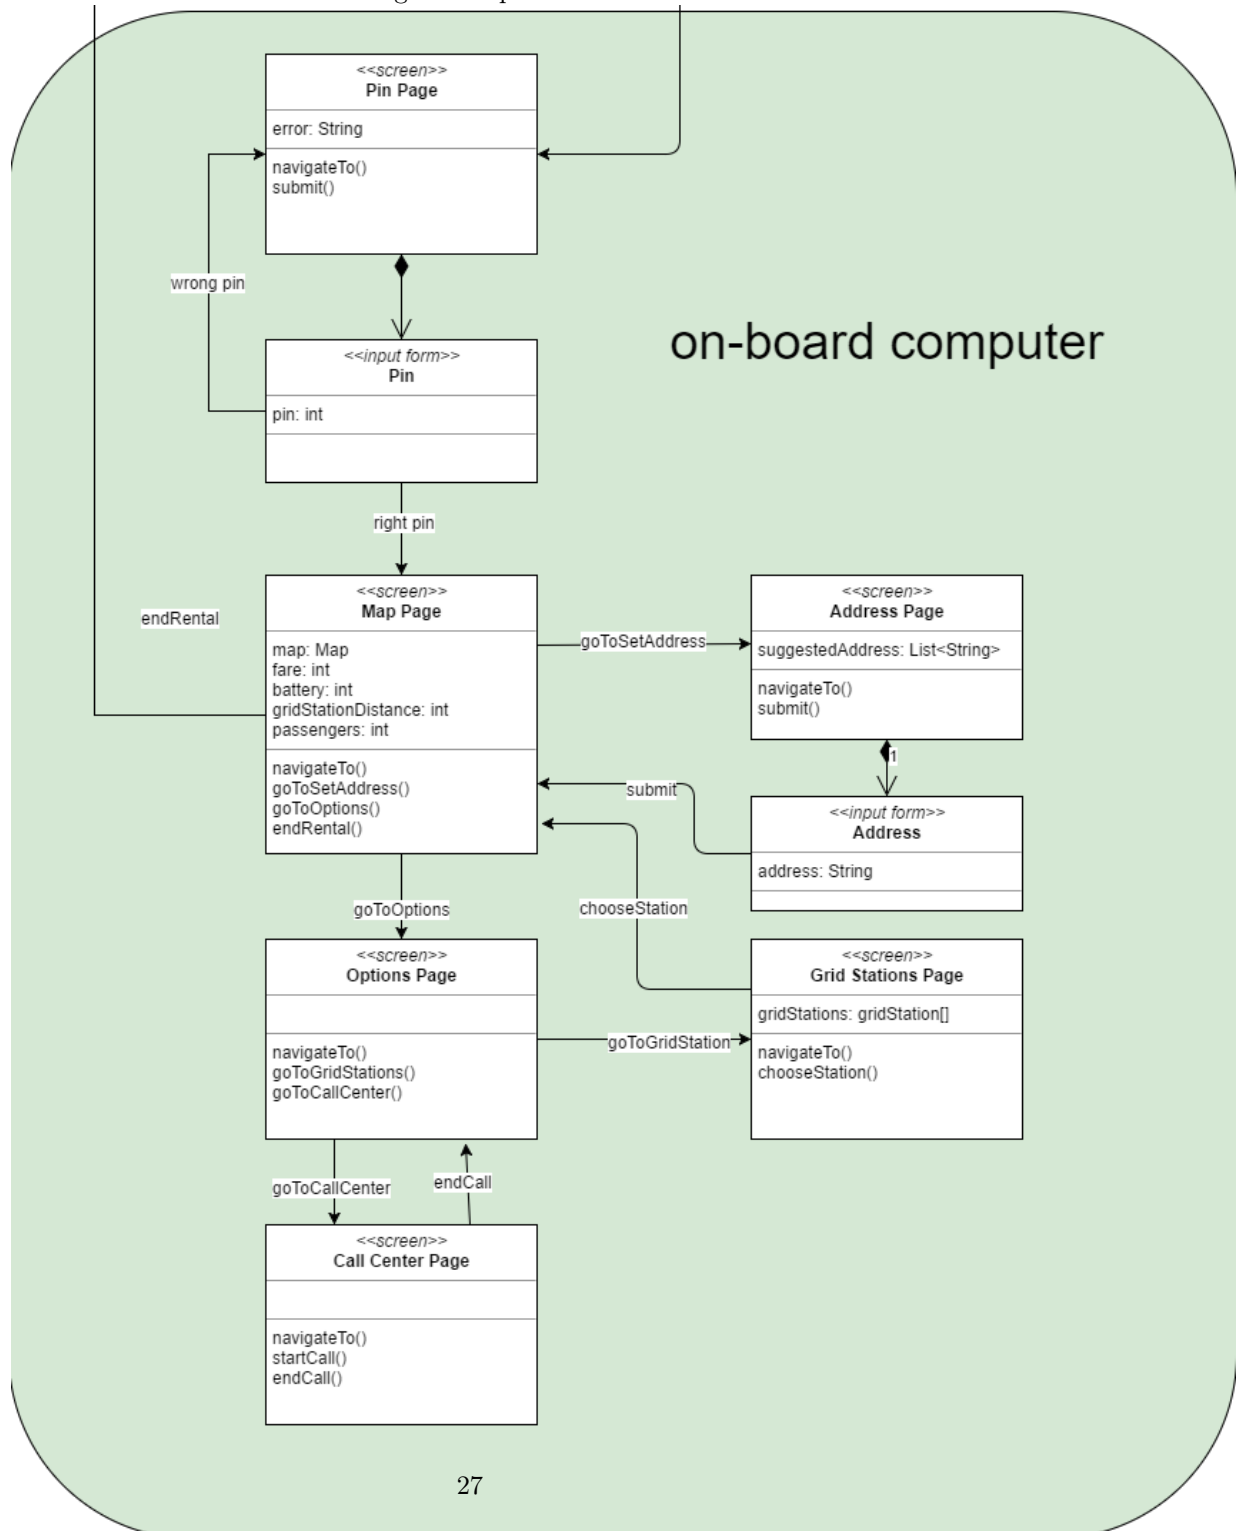 <<screen>>
Pin Page
error: String
navigateTo()
submit()
wrong pin
on-board computer
<<input form>>
Pin
pin: int
right pin
<<screen>>
Map Page
map: Map
fare: int
battery: int
gridStationDistance: int
passengers: int
navigateTo()
goToSetAddress()
goToOptions()
endRental()
endRental
goToSetAddress
<<screen>>
Address Page
suggestedAddress: List<String>
navigateTo()
submit()
1
submit
<<input form>>
Address
address: String
goToOptions
chooseStation
<<screen>>
Options Page
navigateTo()
goToGridStations()
goToCallCenter()
goToGridStation
<<screen>>
Grid Stations Page
gridStations: gridStation[]
navigateTo()
chooseStation()
goToCallCenter
endCall
<<screen>>
Call Center Page
navigateTo()
startCall()
endCall()
27